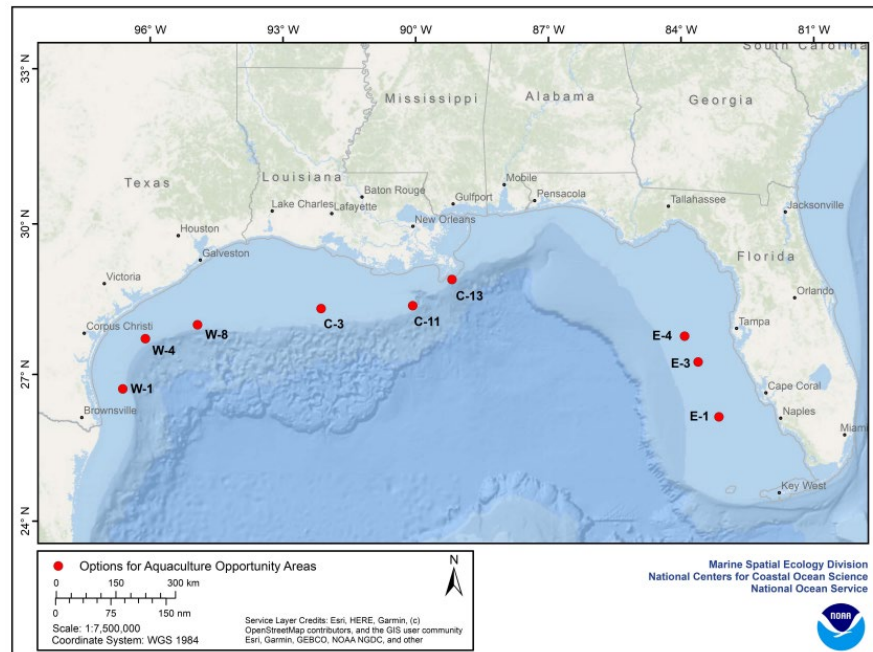 96° W 93° W 90° W 87° W 84° W 81° W
33° N
30° N
27° N
24° N
South Carolina
Mississippi
Alabama
Georgia
Texas
Louisiana
Florida
Mobile
Baton Rouge
Gulfport
Pensacola
Tallahassee
Jacksonville
Lake Charles
Lafayette
New Orleans
Houston
Galveston
Victoria
Orlando
Corpus Christi
Tampa
Brownsville
Cape Coral
Naples
Miami
Key West
C-13
C-3
C-11
W-8
W-4
W-1
E-4
E-3
E-1
Options for Aquaculture Opportunity Areas
0 150 300 km
0 75 150 nm
Scale: 1:7,500,000
Coordinate System: WGS 1984
N
Service Layer Credits: Esri, HERE, Garmin, (c)
OpenStreetMap contributors, and the GIS user community
Esri, Garmin, GEBCO, NOAA NGDC, and other
Marine Spatial Ecology Division
National Centers for Coastal Ocean Science
National Ocean Service
NOAA